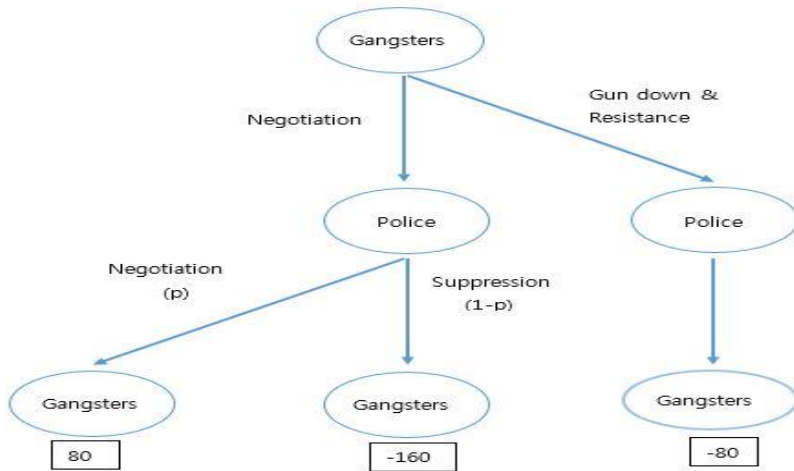 Gangsters
Negotiation
Gun down &
Resistance
Police
Police
Negotiation
(p)
Suppression
(1-p)
Gangsters
Gangsters
Gangsters
80
-160
-80